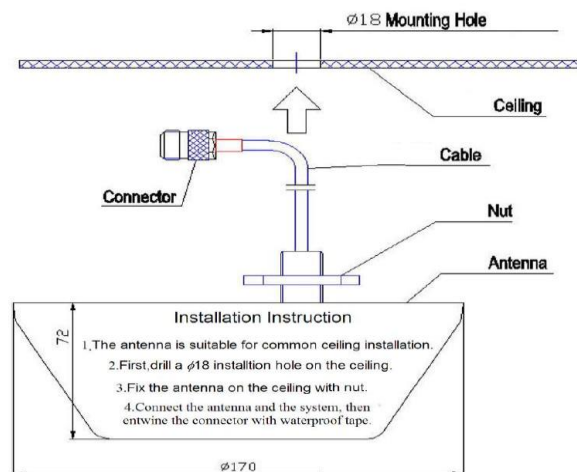 Ø18 Mounting Hole
Ceiling
Cable
Connector
Nut
Antenna
Installation Instruction
72
1,The antenna is suitable for common ceiling installation.
2.First,drill a ϕ18 installtion hole on the ceiling.
3.Fix the antenna on the ceiling with nut.
4.Connect the antenna and the system, then
entwine the connector with waterproof tape.
Ø170